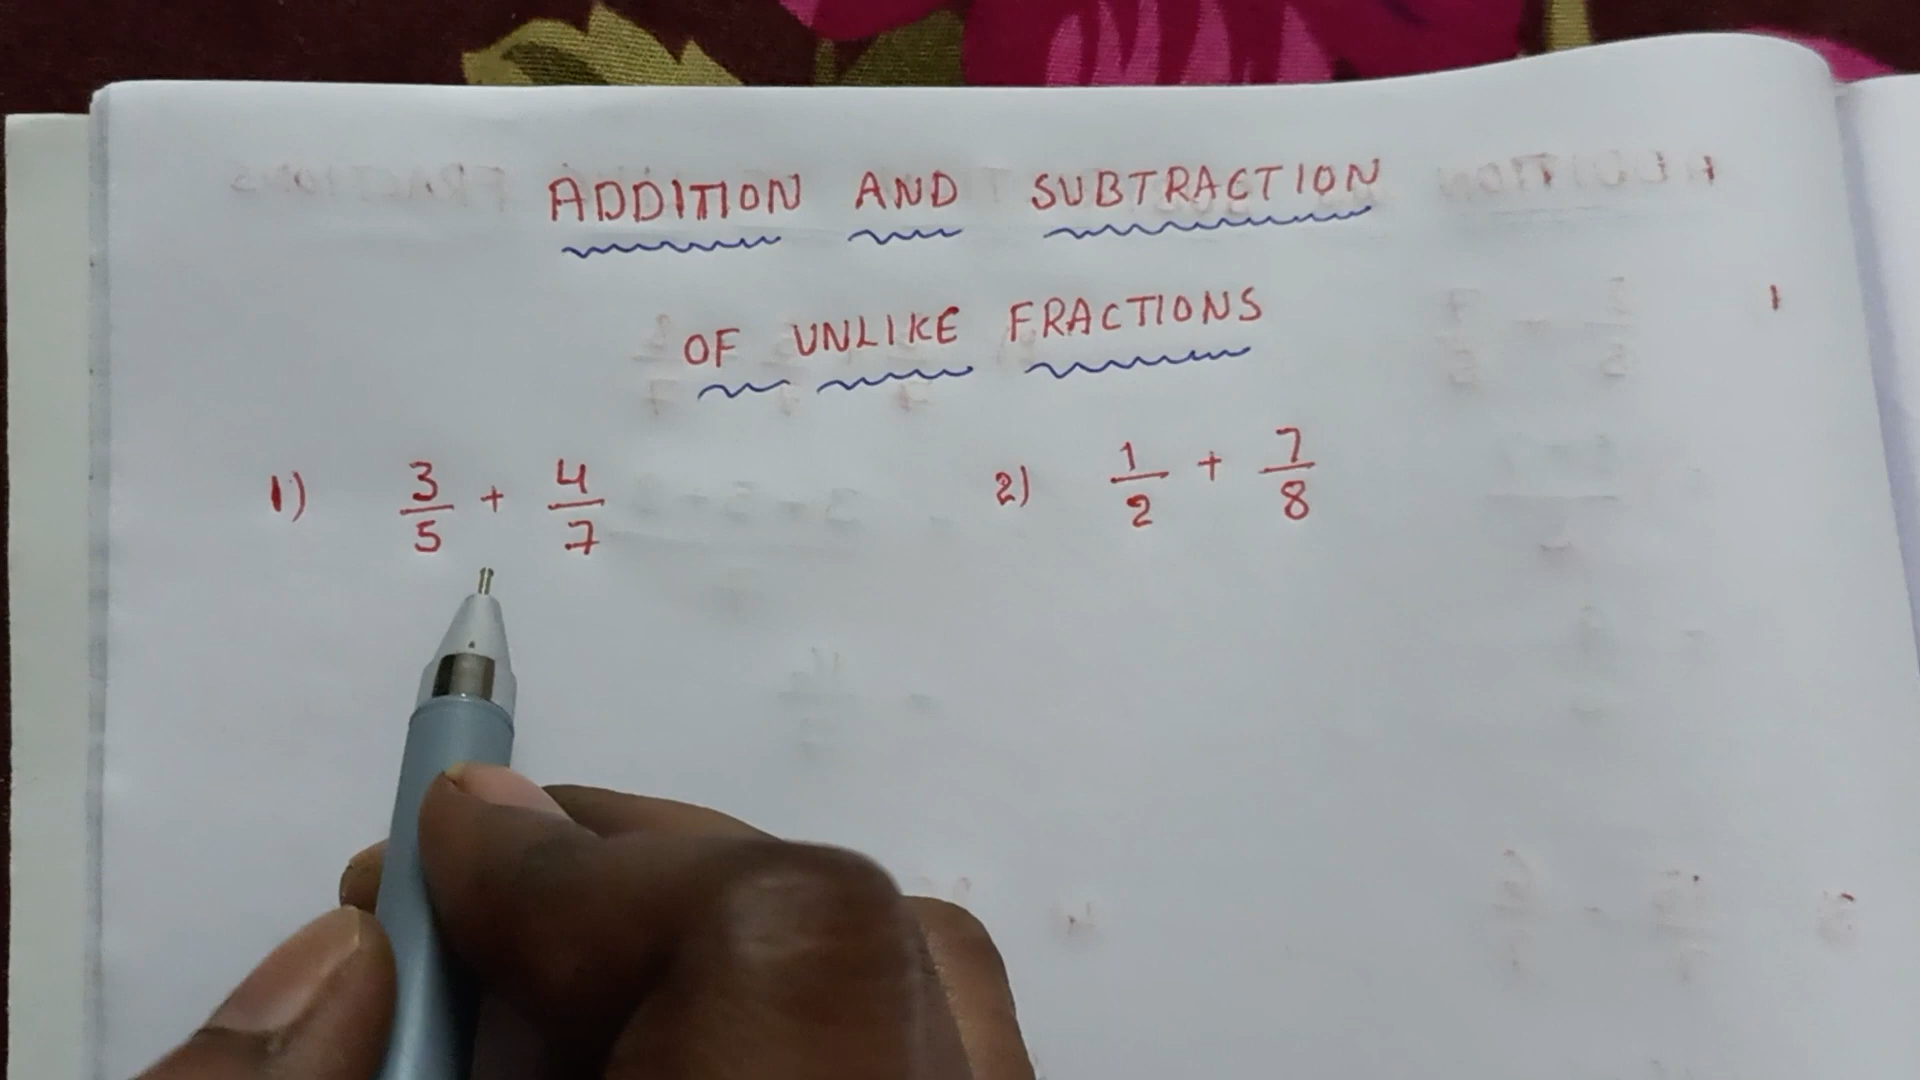 ADDITION AND SUBTRACTION
OF UNLIKE FRACTIONS
1) 3/5 + 4/7
2) 1/2 + 7/8